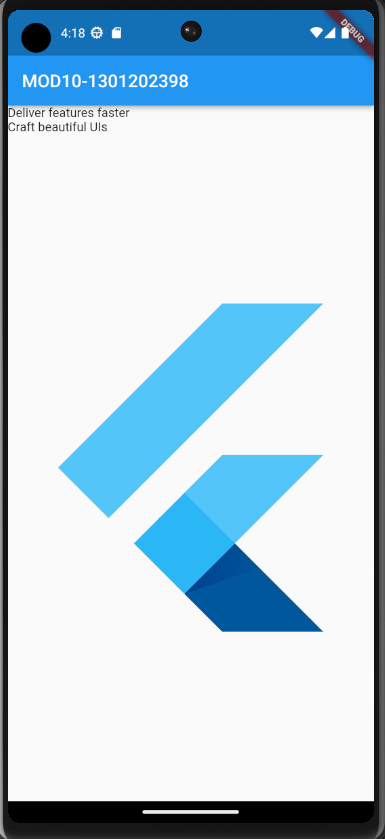 4:18
DEBUG
MOD10-1301202398
Deliver features faster
Craft beautiful UIs